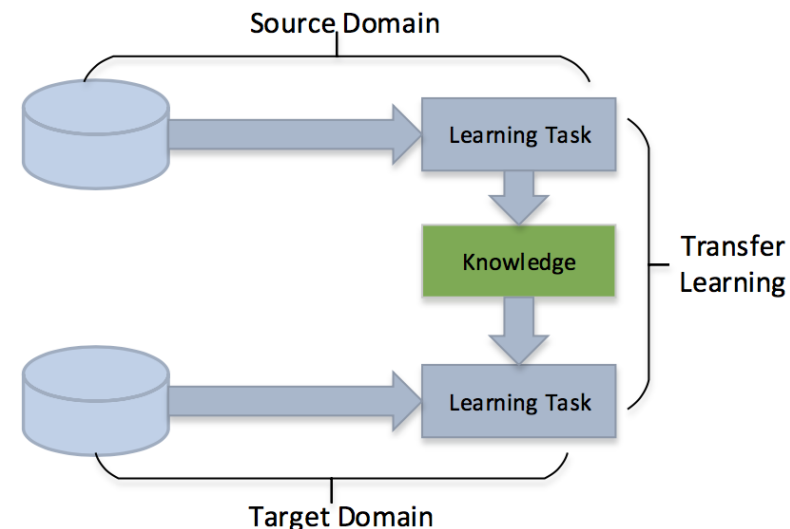 Source Domain
Learning Task
Knowledge
Transfer
Learning
Learning Task
Target Domain